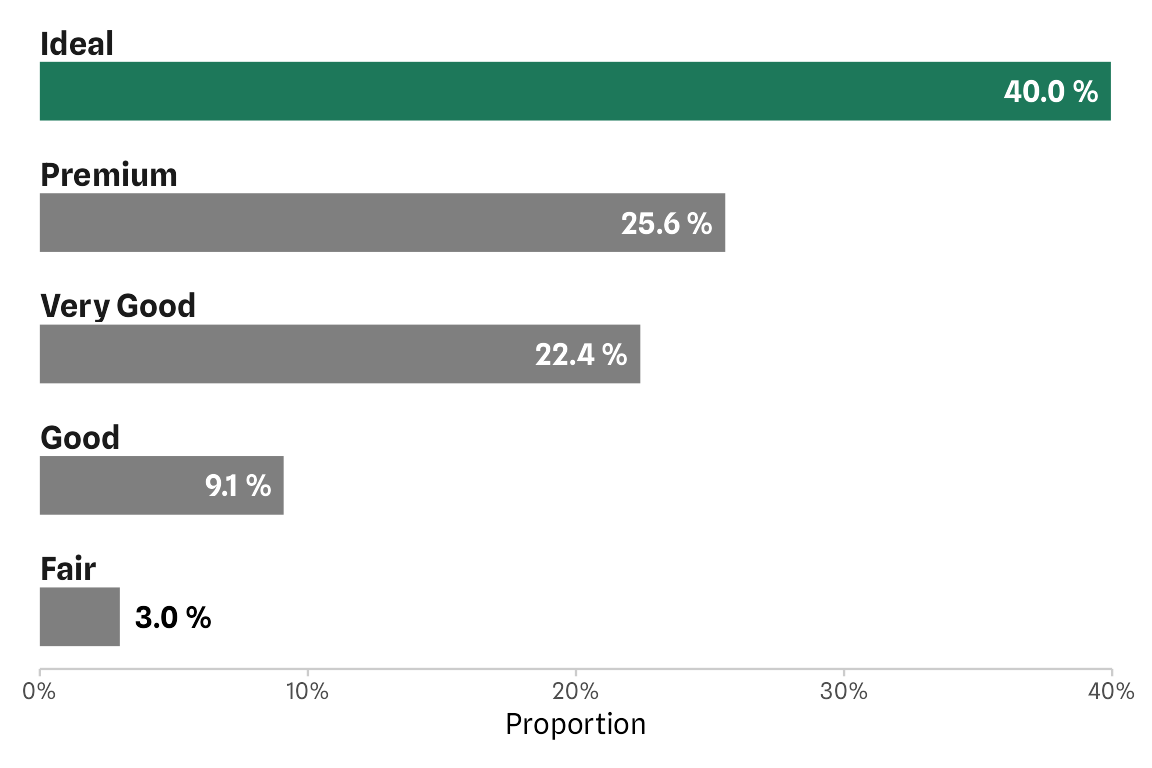 Ideal
40.0 %
Premium
25.6 %
Very Good
22.4 %
Good
9.1 %
Fair
3.0 %
0% 10% 20% 30% 40%
Proportion